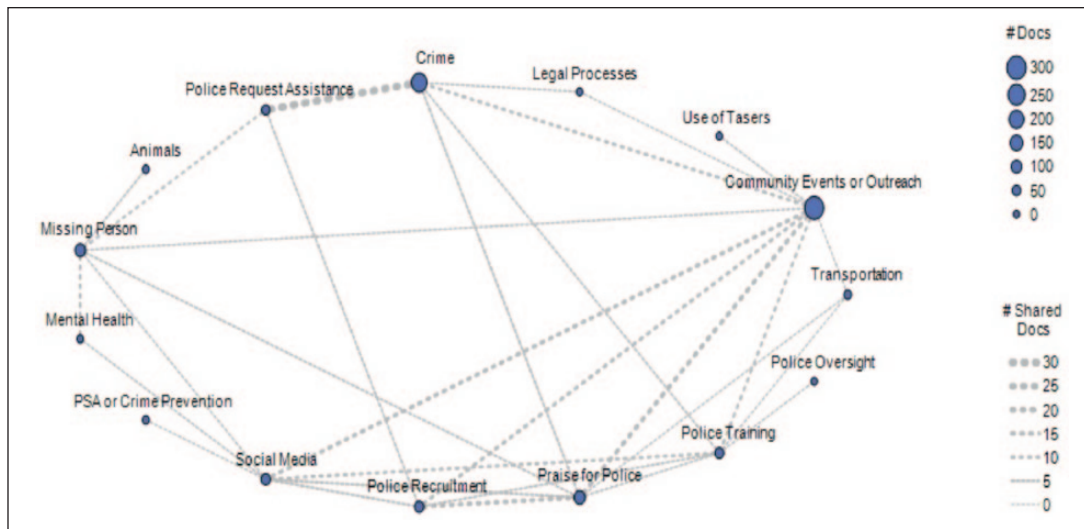 Crime
# Docs
Legal Processes
300
Police Request Assistance
250
200
Use of Tasers
150
Animals
100
Community Events or Outreach
50
0
Missing Person
Transportation
# Shared
Docs
Mental Health
30
Police Oversight
25
PSA or Crime Prevention
20
Police Training
15
Social Media
10
Praise for Police
Police Recruitment
5
0